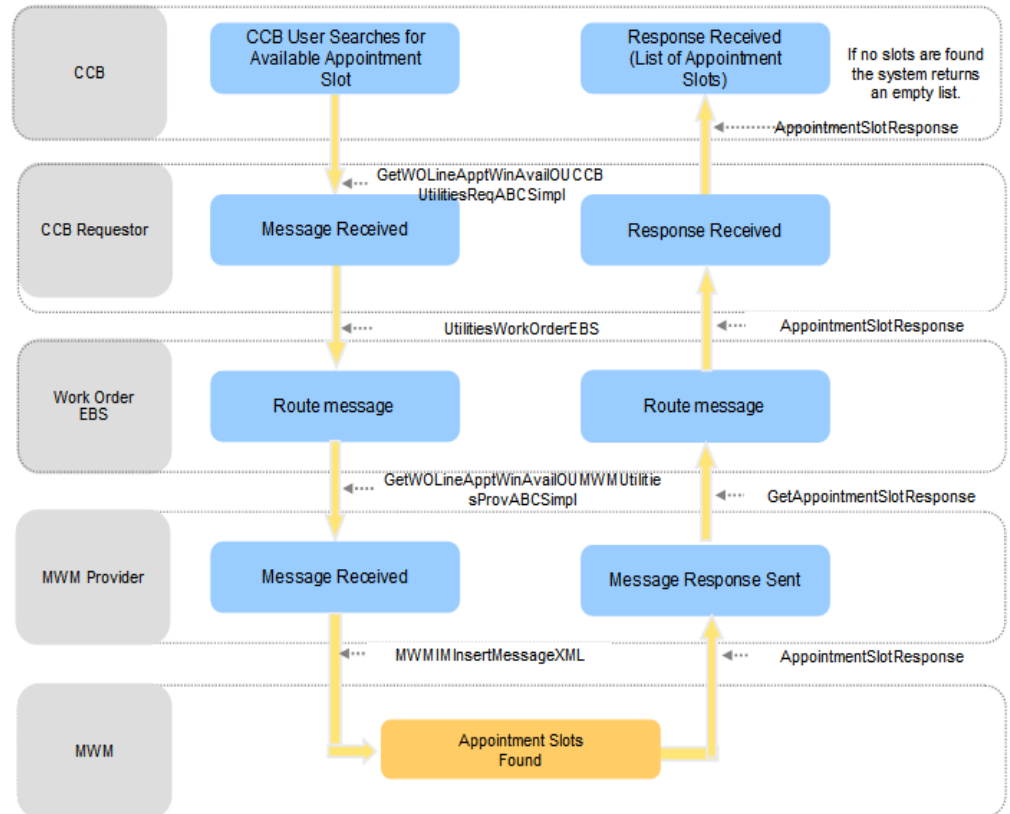 CCB
CCB User Searches for
Available Appointment
Slot
Response Received
(List of Appointment
Slots)
If no slots are found
the system returns
an empty list.
AppointmentSlotResponse
GetWOLineApptWinAvailOUCCB
UtilitiesReqABCSimpl
CCB Requestor
Message Received
Response Received
UtilitiesWorkOrderEBS
AppointmentSlotResponse
Work Order
EBS
Route message
Route message
GetWOLineApptWinAvailOUMWMUtilitie
sProvABCSimpl
GetAppointmentSlotResponse
MWM Provider
Message Received
Message Response Sent
MWMIMInsertMessageXML
AppointmentSlotResponse
MWM
Appointment Slots
Found